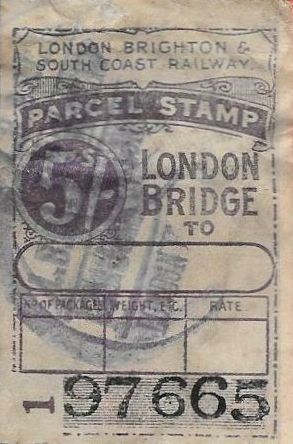 LONDON BRIGHTON &
SOUTH COAST RAILWAY.
PARCEL STAMP
5/-
LONDON
BRIDGE
TO
Nº OF PACKAGES WEIGHT, ETC. RATE
1 97665